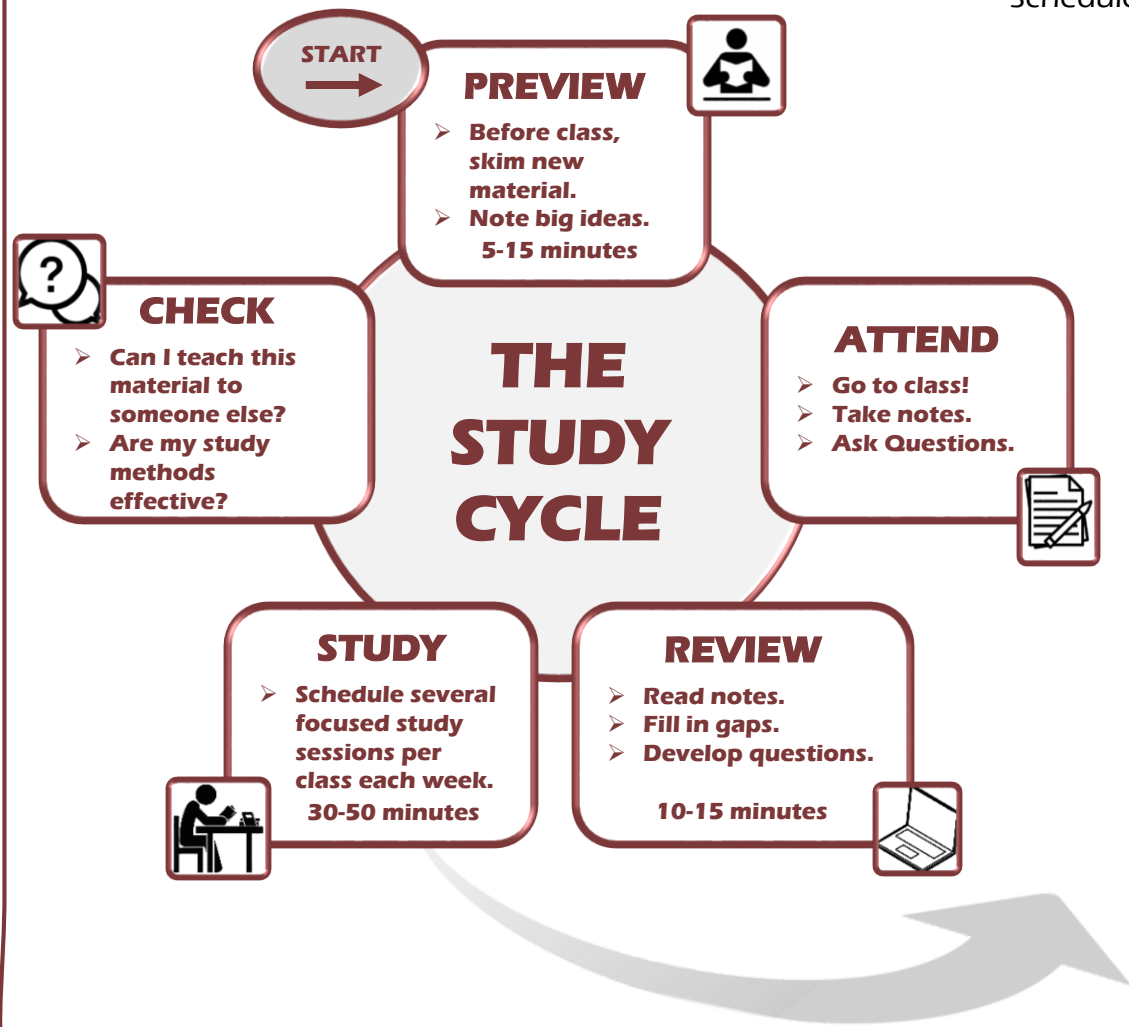 schedule
START
PREVIEW
➢ Before class,
skim new
material.
➢ Note big ideas.
5-15 minutes
ATTEND
➢ Go to class!
➢ Take notes.
➢ Ask Questions.
REVIEW
➢ Read notes.
➢ Fill in gaps.
➢ Develop questions.
10-15 minutes
STUDY
➢ Schedule several
focused study
sessions per
class each week.
30-50 minutes
?
CHECK
➢ Can I teach this
material to
someone else?
➢ Are my study
methods
effective?
THE
STUDY
CYCLE